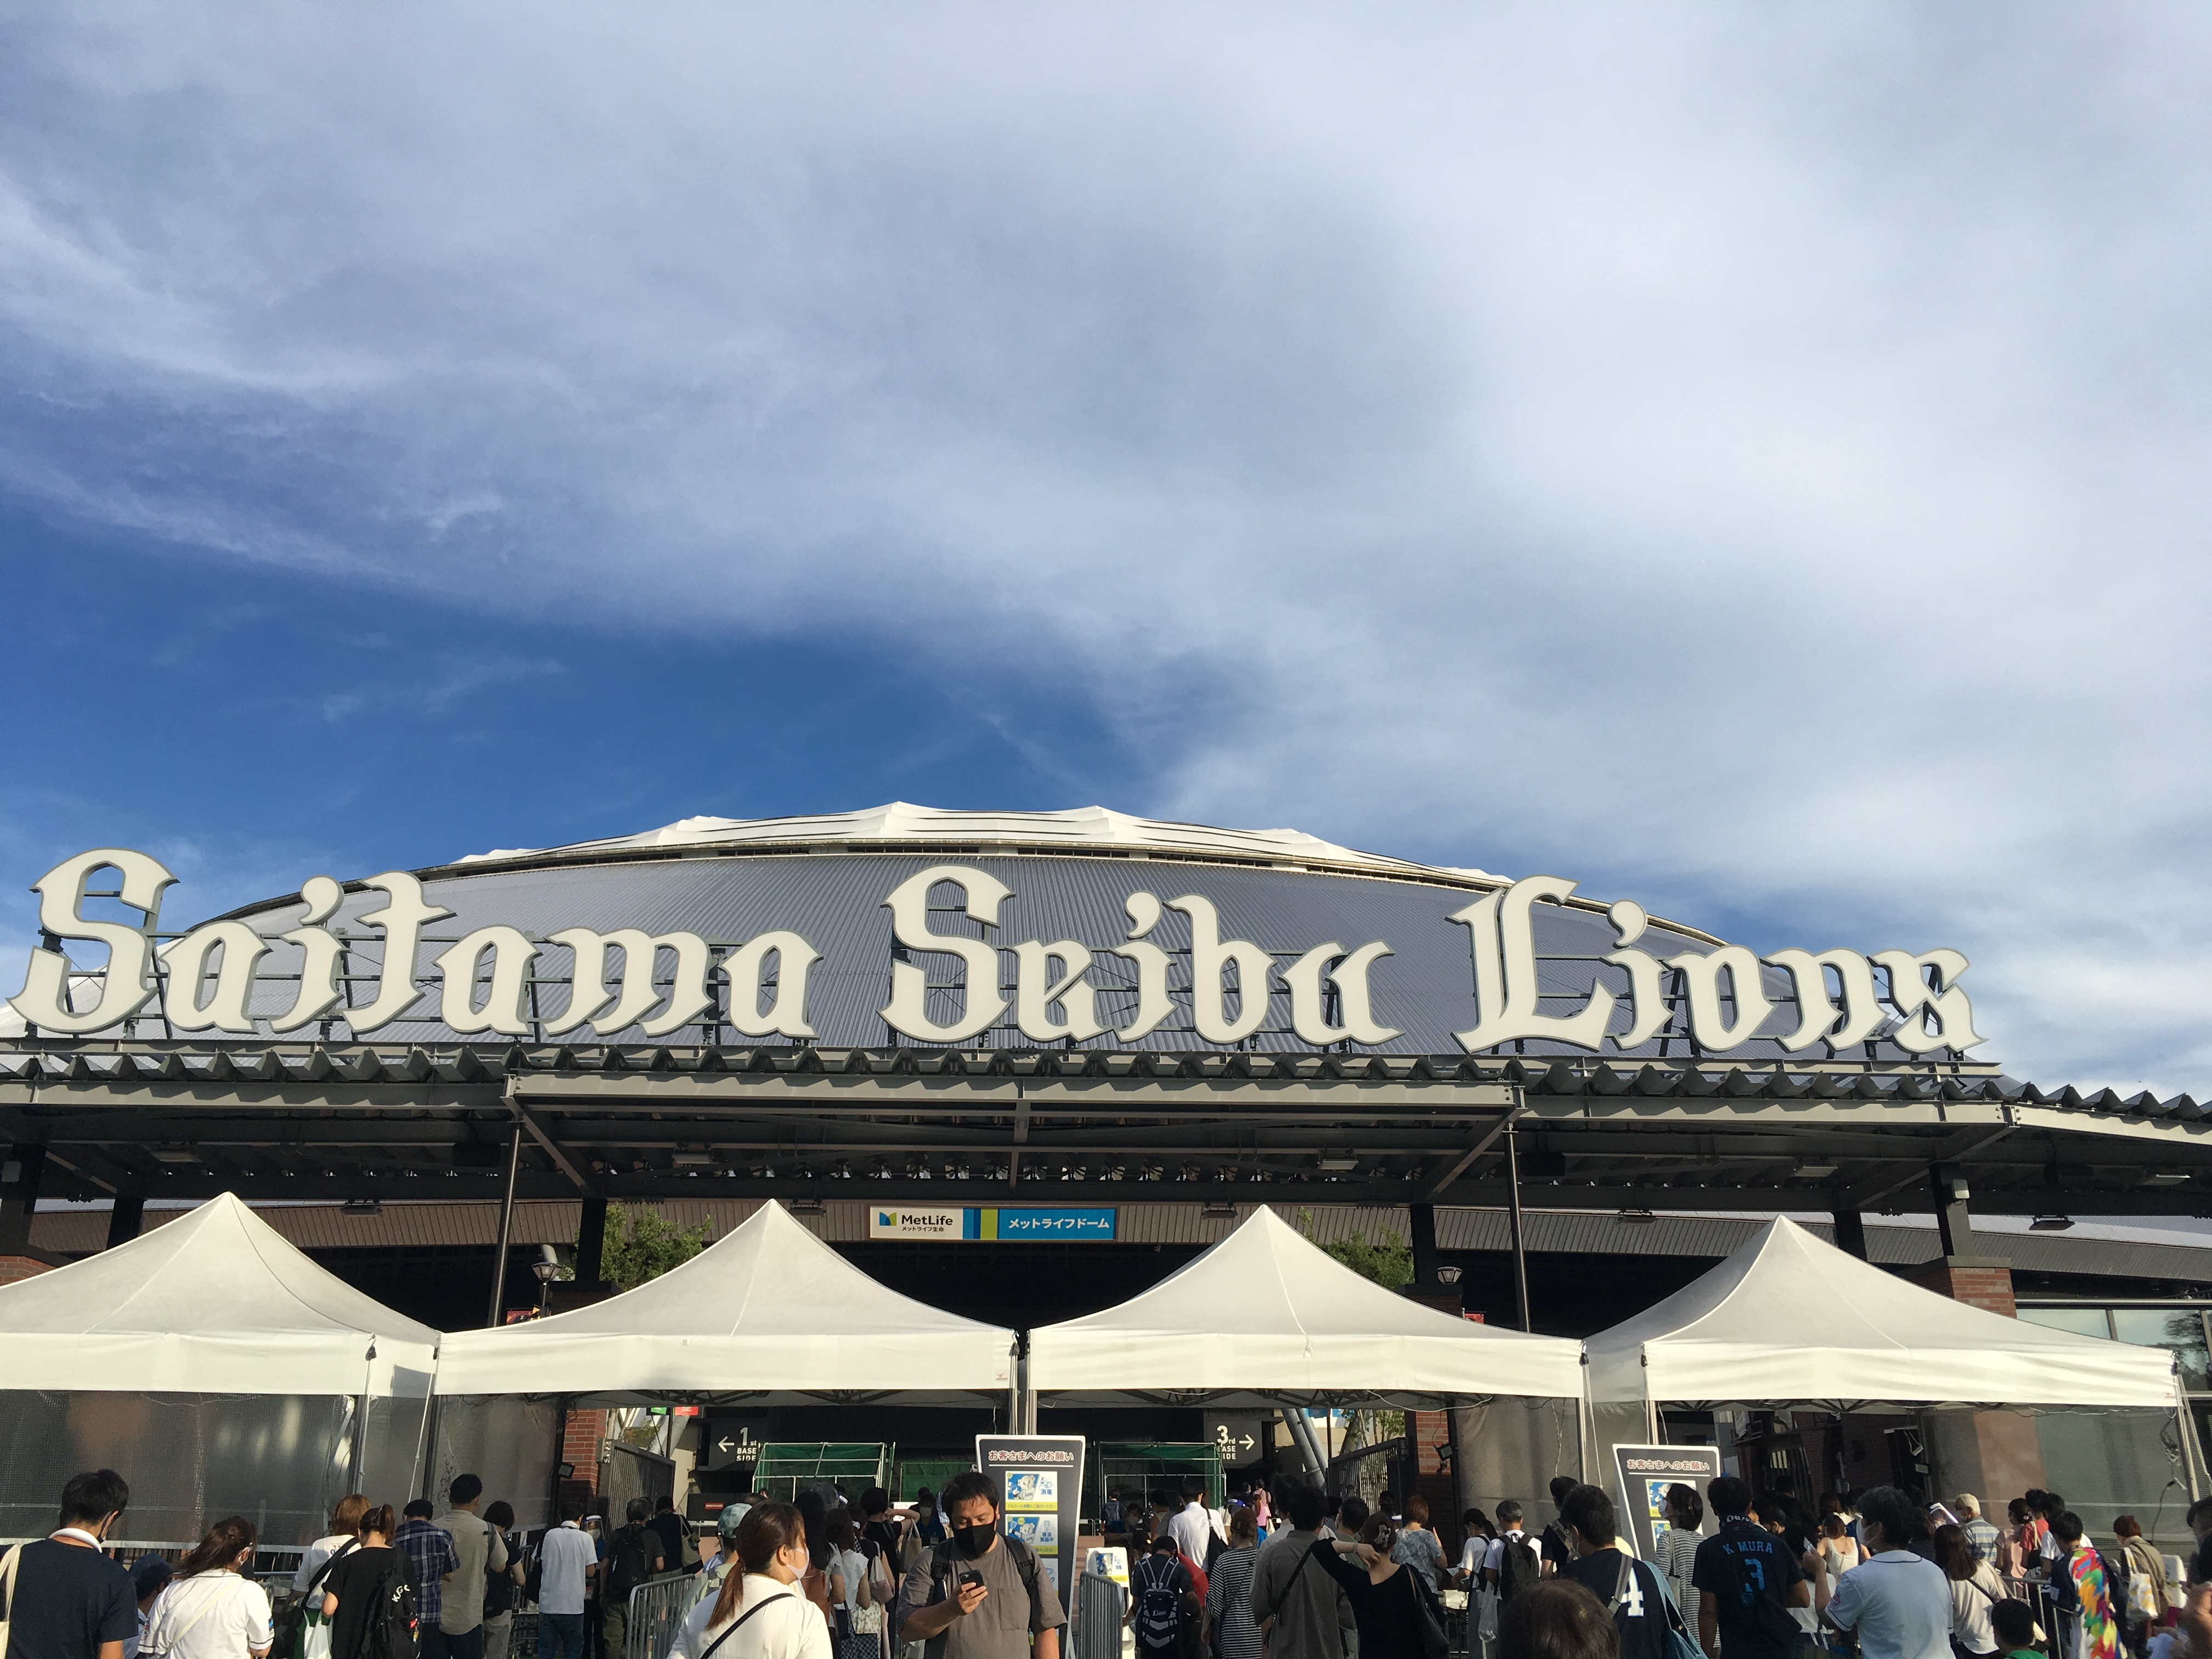 Saitama Seibu Lions
MetLife
メットライフ生命
メットライフドーム
←1st
BASE
SIDE
3rd→
BASE
SIDE
お客さまへのお願い
お客さまへのお願い
K MURA
3
4
Lions